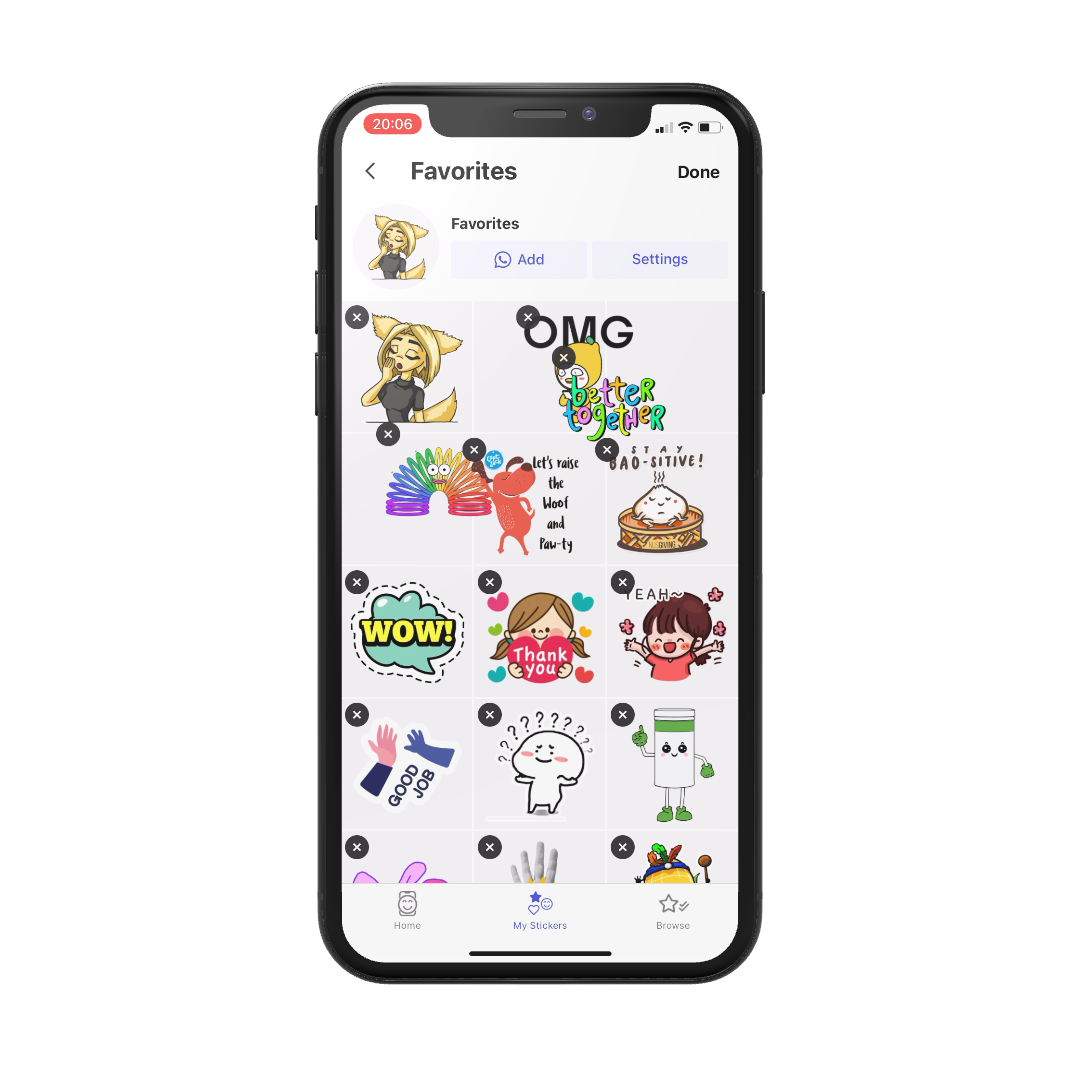 20:06
Favorites
Done
Favorites
Add
Settings
OMG
better
together
Let's raise
the
Woof
and
Paw-ty
STAY
BAO-SITIVE!
WOW!
Thank
you
YEAH~
GOOD
JOB
? ? ? ? ? ? ? ? ? ?
Home
My Stickers
Browse